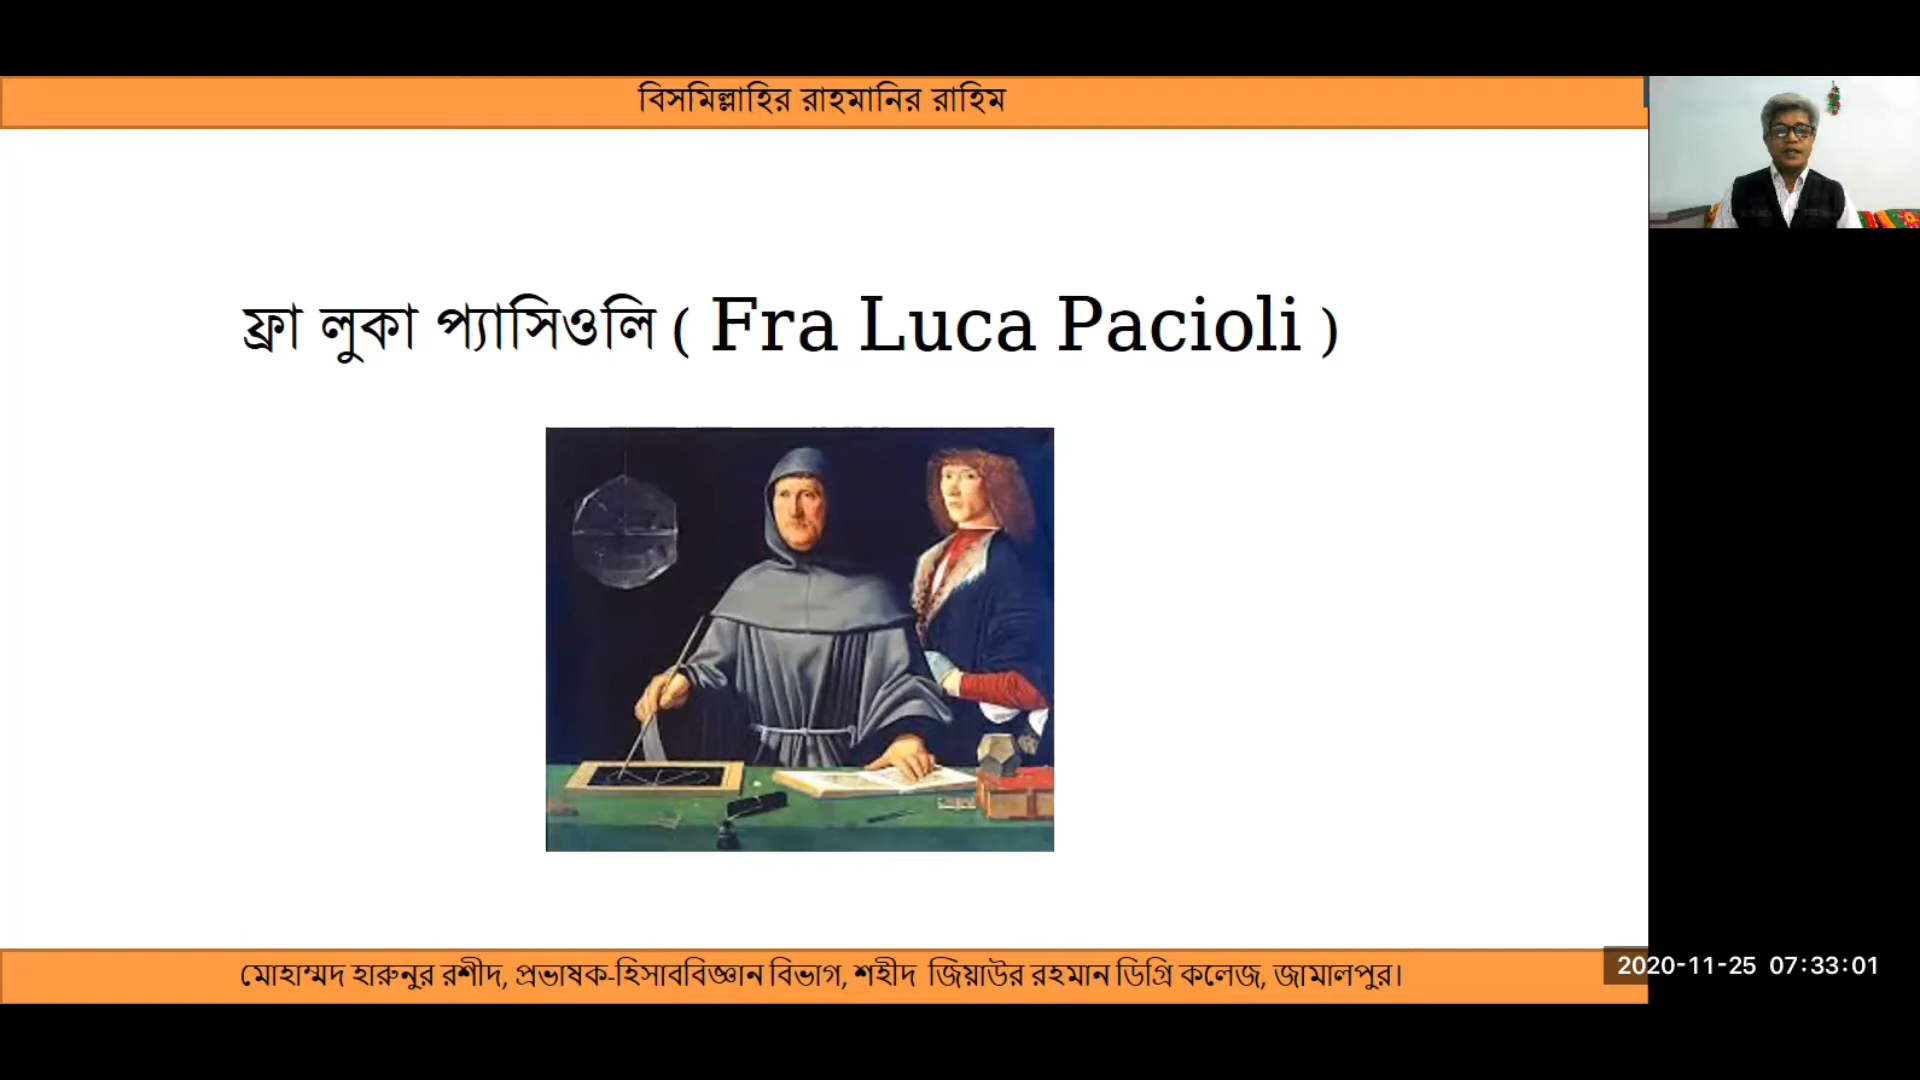 বিসমিল্লাহির রাহমানির রাহিম
ফ্রা লুকা প্যাসিওলি ( Fra Luca Pacioli )
মোহাম্মদ হারুনুর রশীদ, প্রভাষক-হিসাববিজ্ঞান বিভাগ, শহীদ জিয়াউর রহমান ডিগ্রি কলেজ, জামালপুর।
2020-11-25 07:33:01